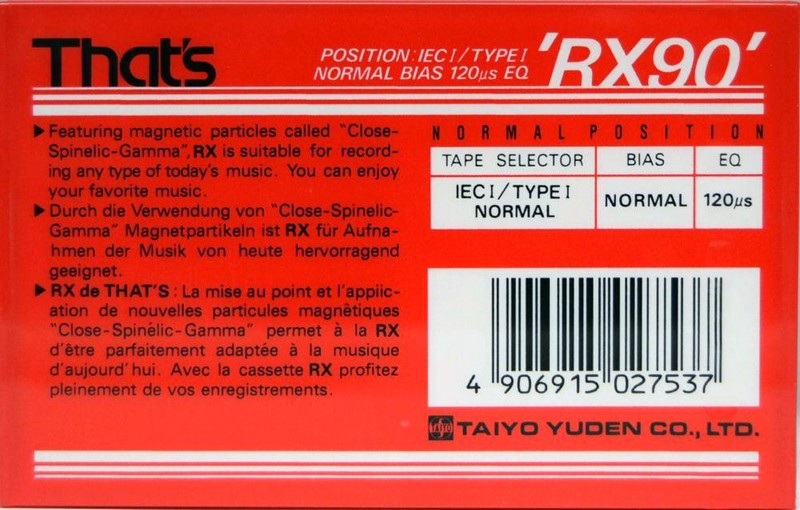 That's
POSITION:IEC I/TYPE I
NORMAL BIAS 120μs EQ
'RX90'
▶Featuring magnetic particles called "Close-
Spinelic-Gamma", RX is suitable for record-
ing any type of today's music. You can enjoy
your favorite music.
▶Durch die Verwendung von "Close-Spinelic-
Gamma" Magnetpartikeln ist RX für Aufna-
hmen der Musik von heute hervorragend
geeignet.
▶RX de THAT'S : La mise au point et l'appiic-
ation de nouvelles particules magnêtiques
"Close-Spinélic-Gamma" permet à la RX
d'être parfaitement adaptée à la musique
d'aujourd'hui. Avec la cassette RX profitez
pleinement de vos enregistrements.
NORMAL POSITION
TAPE SELECTOR BIAS EQ
IEC I/TYPE I
NORMAL NORMAL 120μs
4 906915 027537
TAIYO YUDEN CO., LTD.